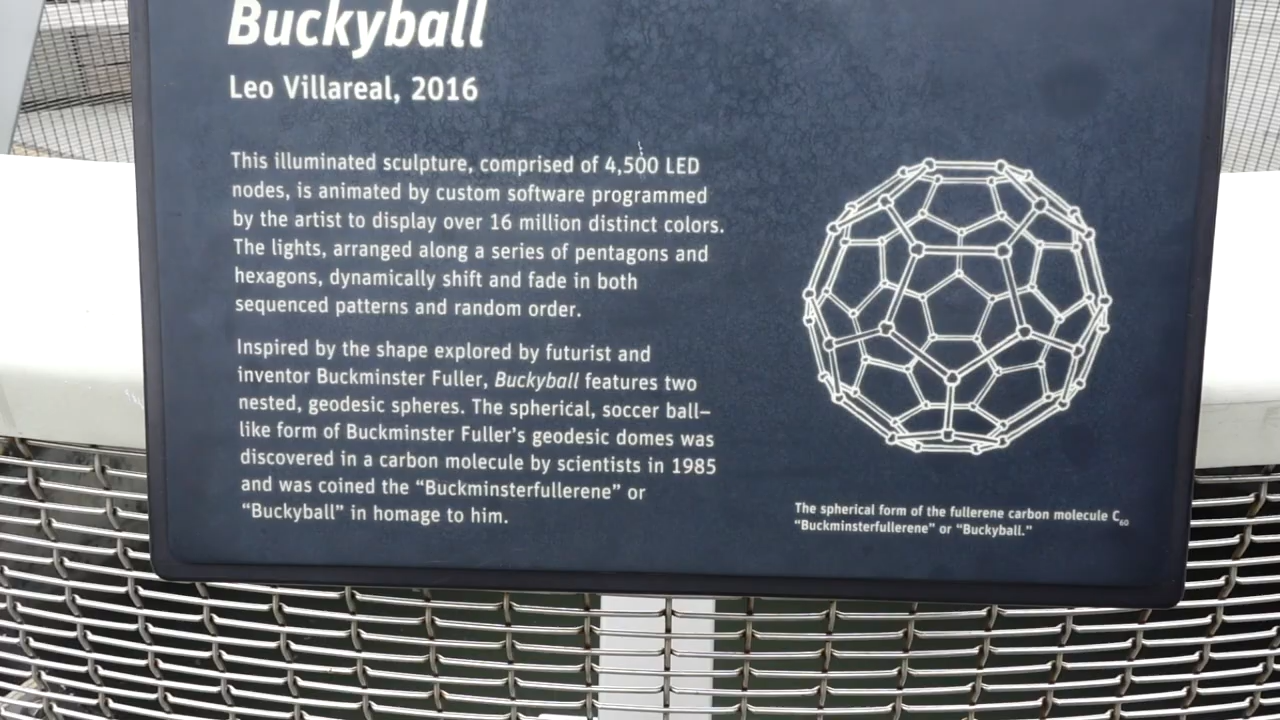 Buckyball
Leo Villareal, 2016
This illuminated sculpture, comprised of 4,500 LED
nodes, is animated by custom software programmed
by the artist to display over 16 million distinct colors.
The lights, arranged along a series of pentagons and
hexagons, dynamically shift and fade in both
sequenced patterns and random order.
Inspired by the shape explored by futurist and
inventor Buckminster Fuller, Buckyball features two
nested, geodesic spheres. The spherical, soccer ball–
like form of Buckminster Fuller’s geodesic domes was
discovered in a carbon molecule by scientists in 1985
and was coined the “Buckminsterfullerene” or
“Buckyball” in homage to him.
The spherical form of the fullerene carbon molecule C₆₀
“Buckminsterfullerene” or “Buckyball.”